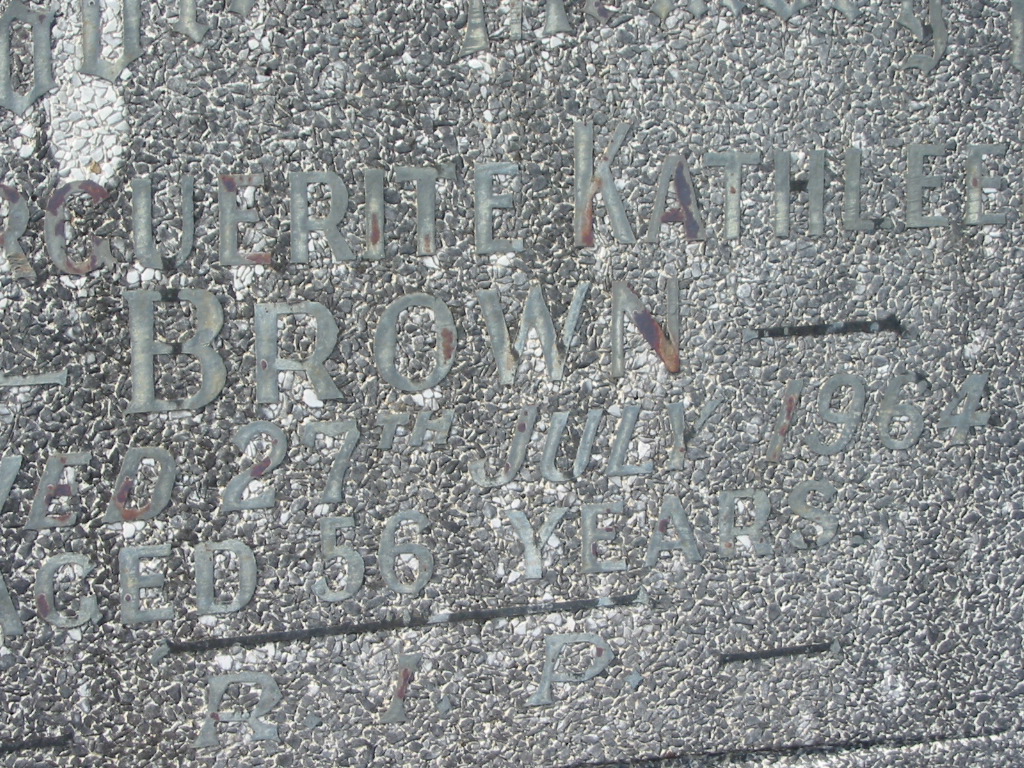 RGUERITE KATHLEE
BROWN
ED 27TH JULY 1964
AGED 56 YEARS.
R.I.P.